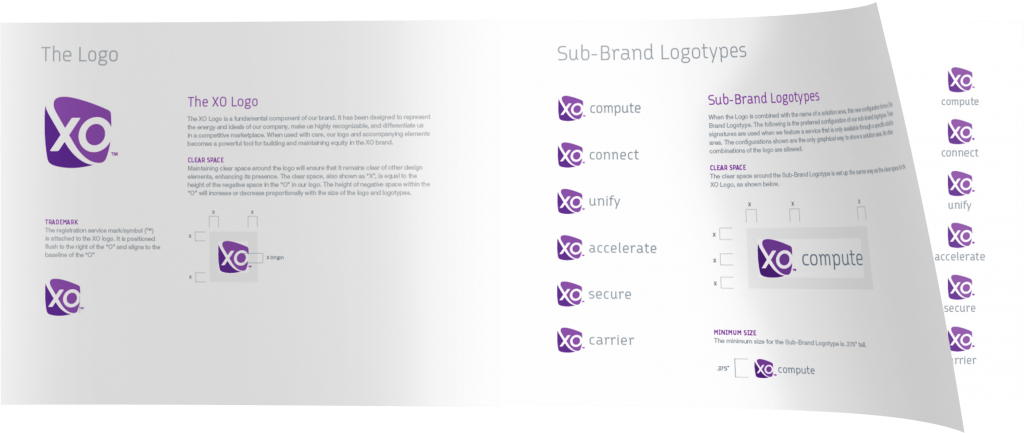 The Logo
XO™
The XO Logo
The XO Logo is a fundamental component of our brand. It has been designed to represent
the energy and ideals of our company, make us highly recognizable, and differentiate us
in a competitive marketplace. When used with care, our logo and accompanying elements
becomes a powerful tool for building and maintaining equity in the XO brand.
CLEAR SPACE
Maintaining clear space around the logo will ensure that it remains clear of other design
elements, enhancing its presence. The clear space, also shown as "X", is equal to the
height of the negative space in the "O" in our logo. The height of negative space within the
"O" will increase or decrease proportionally with the size of the logo and logotypes.
TRADEMARK
The registration service mark/symbol (™)
is attached to the XO logo. It is positioned
flush to the right of the "O" and aligns to the
baseline of the "O"
XO™
x x
x
XO
x origin
x
Sub-Brand Logotypes
XO compute
XO connect
XO unify
XO accelerate
XO secure
XO carrier
Sub-Brand Logotypes
When the Logo is combined with the name of a solution area, this new configuration
Brand Logotype. The following is the preferred configuration of our sub-brand logotype.
signatures are used when we feature a service that is only available through a specific
areas. The configurations shown are the only graphical way to show a solution area.
combinations of the logo are allowed.
CLEAR SPACE
The clear space around the Sub-Brand Logotype is set up the same way as the clear space
XO Logo, as shown below.
x x x
x
x
x
XO compute
MINIMUM SIZE
The minimum size for the Sub-Brand Logotype is .375" tall.
.375"
XO compute
XO
compute
XO
connect
XO
unify
XO
accelerate
XO
secure
XO
rrier